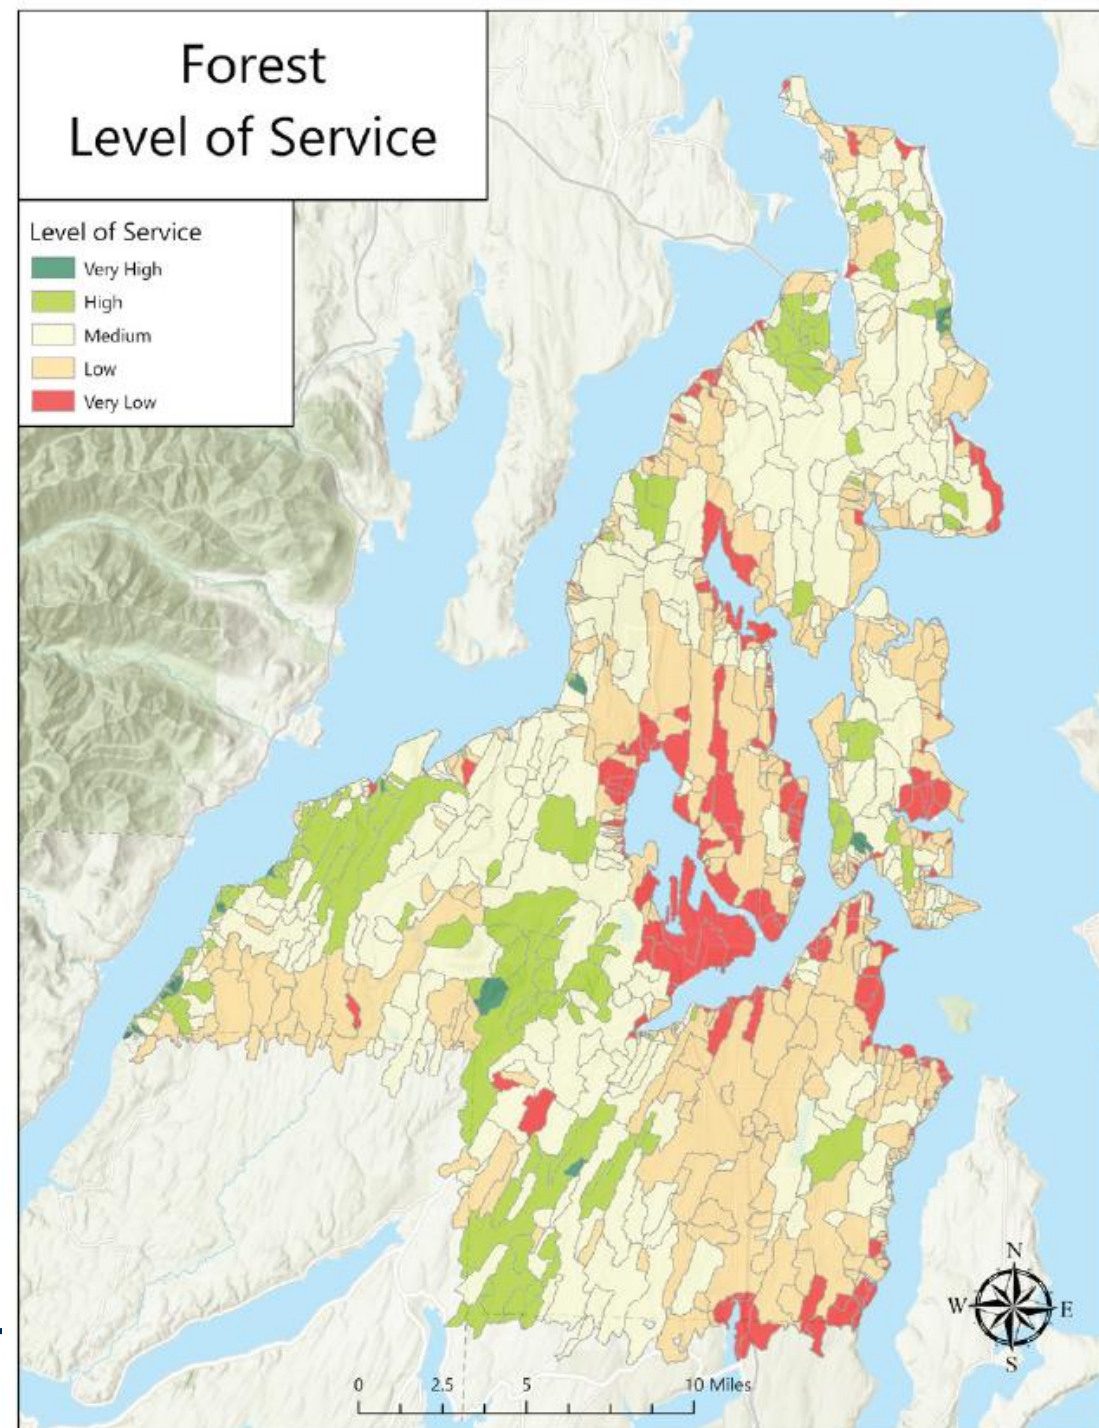 Forest
Level of Service
Level of Service
Very High
High
Medium
Low
Very Low
N
W E
S
0 2.5 5 10 Miles